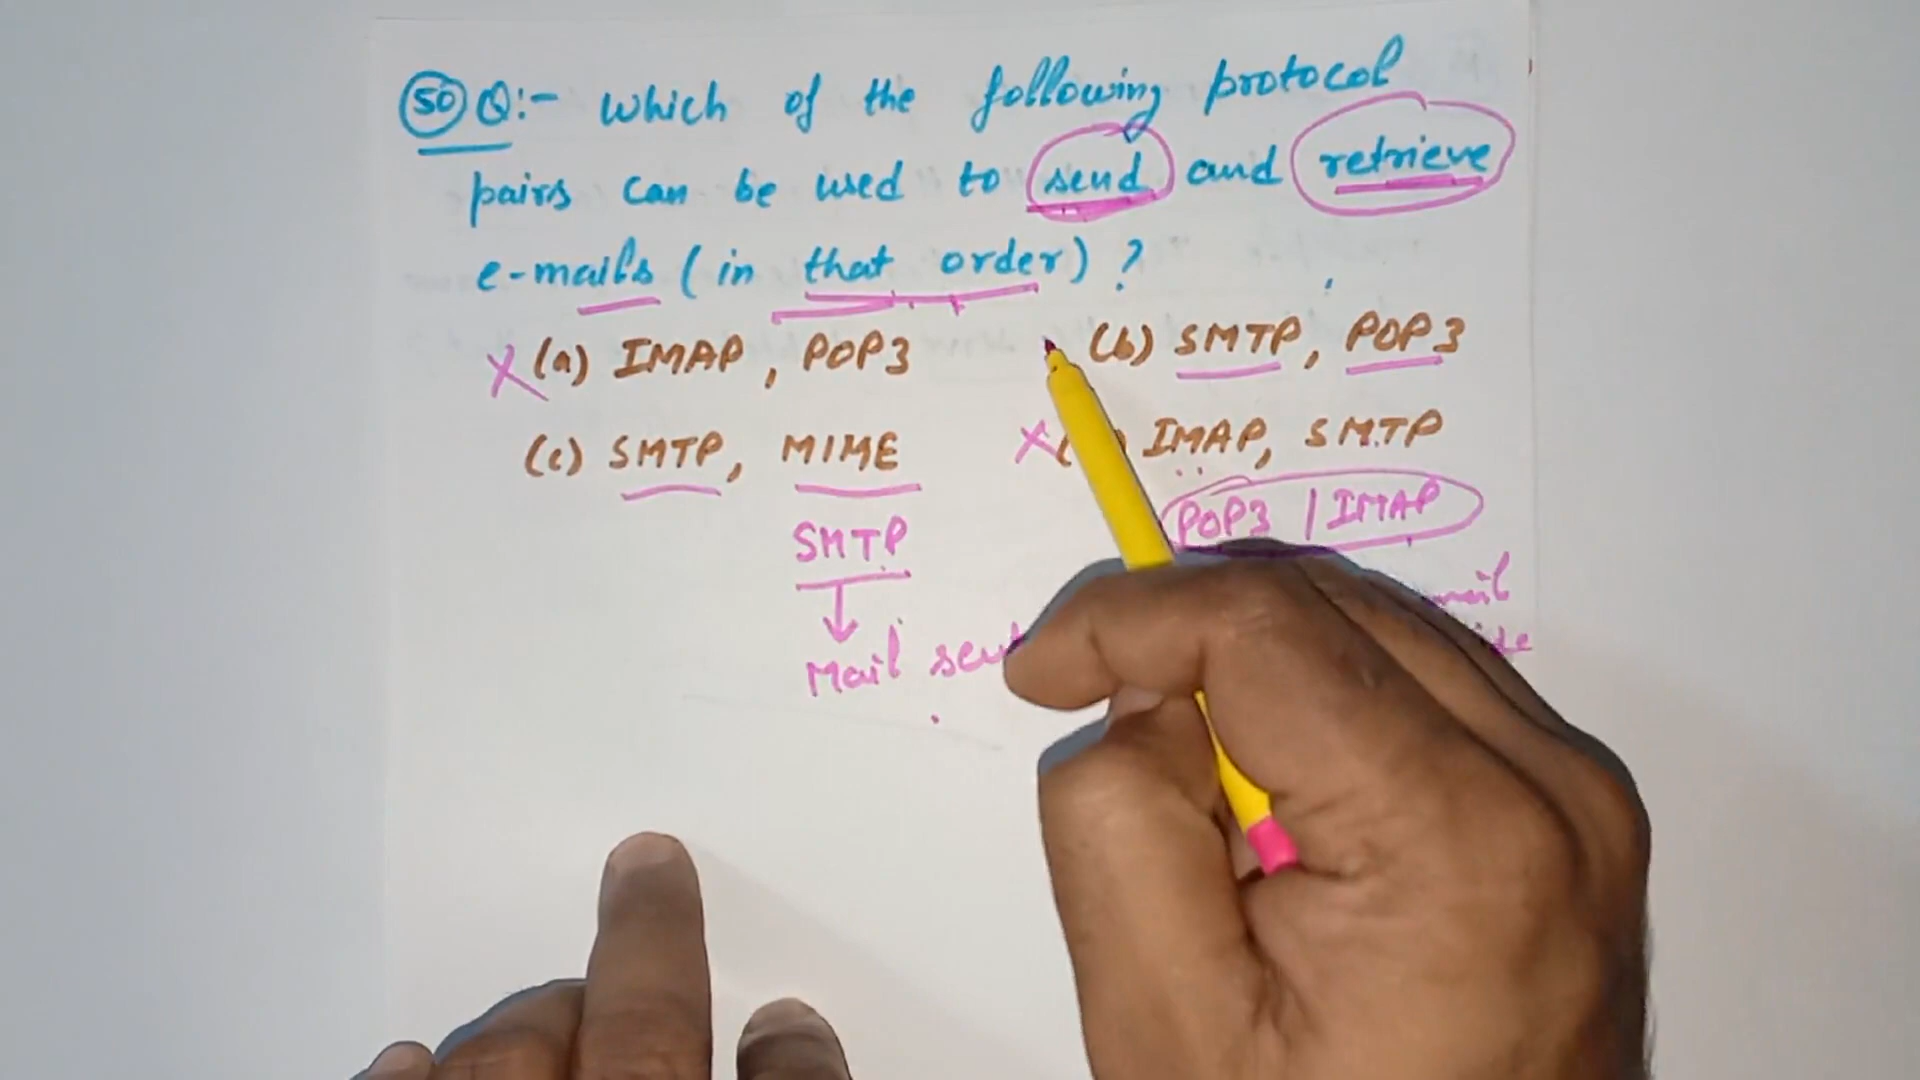 50 Q:- Which of the following protocol
pairs can be used to send and retrieve
e-mails (in that order) ?
X (a) IMAP, POP3 (b) SMTP, POP3
(c) SMTP, MIME X ( ) IMAP, SMTP
SMTP POP3 / IMAP
Mail